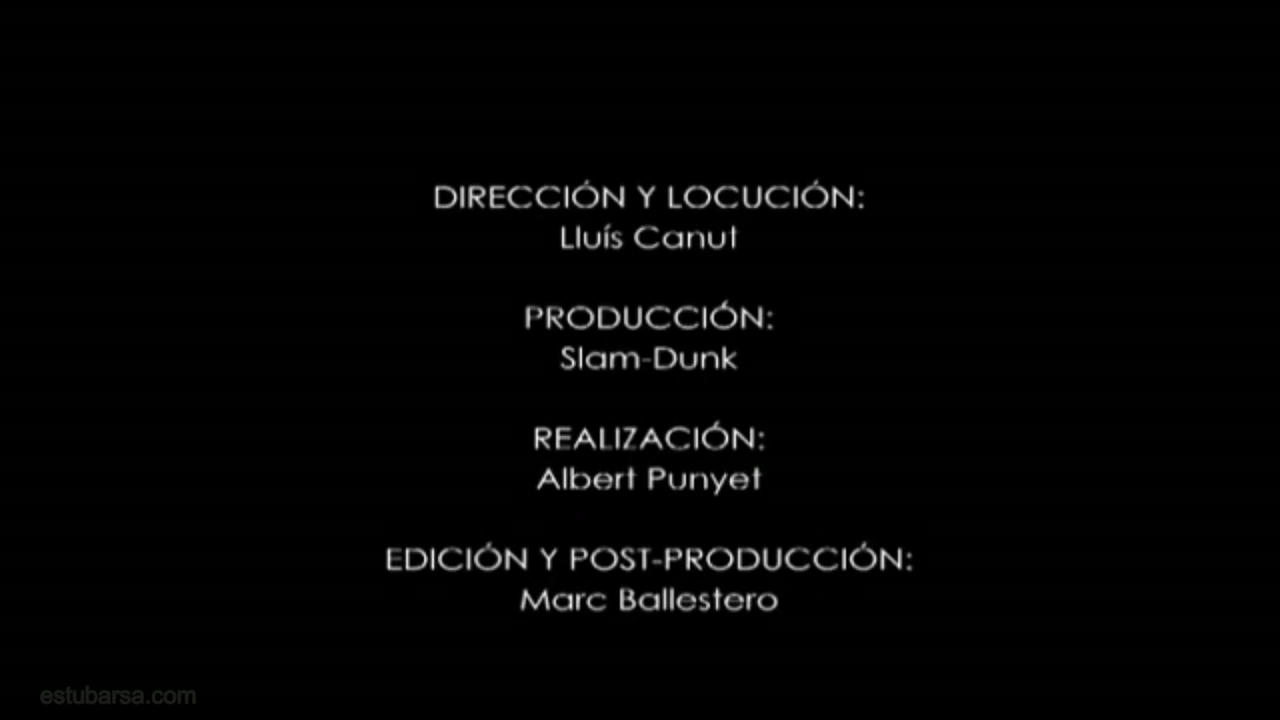 DIRECCIÓN Y LOCUCIÓN:
Lluís Canut
PRODUCCIÓN:
Slam-Dunk
REALIZACIÓN:
Albert Punyet
EDICIÓN Y POST-PRODUCCIÓN:
Marc Ballestero
estubarsa.com